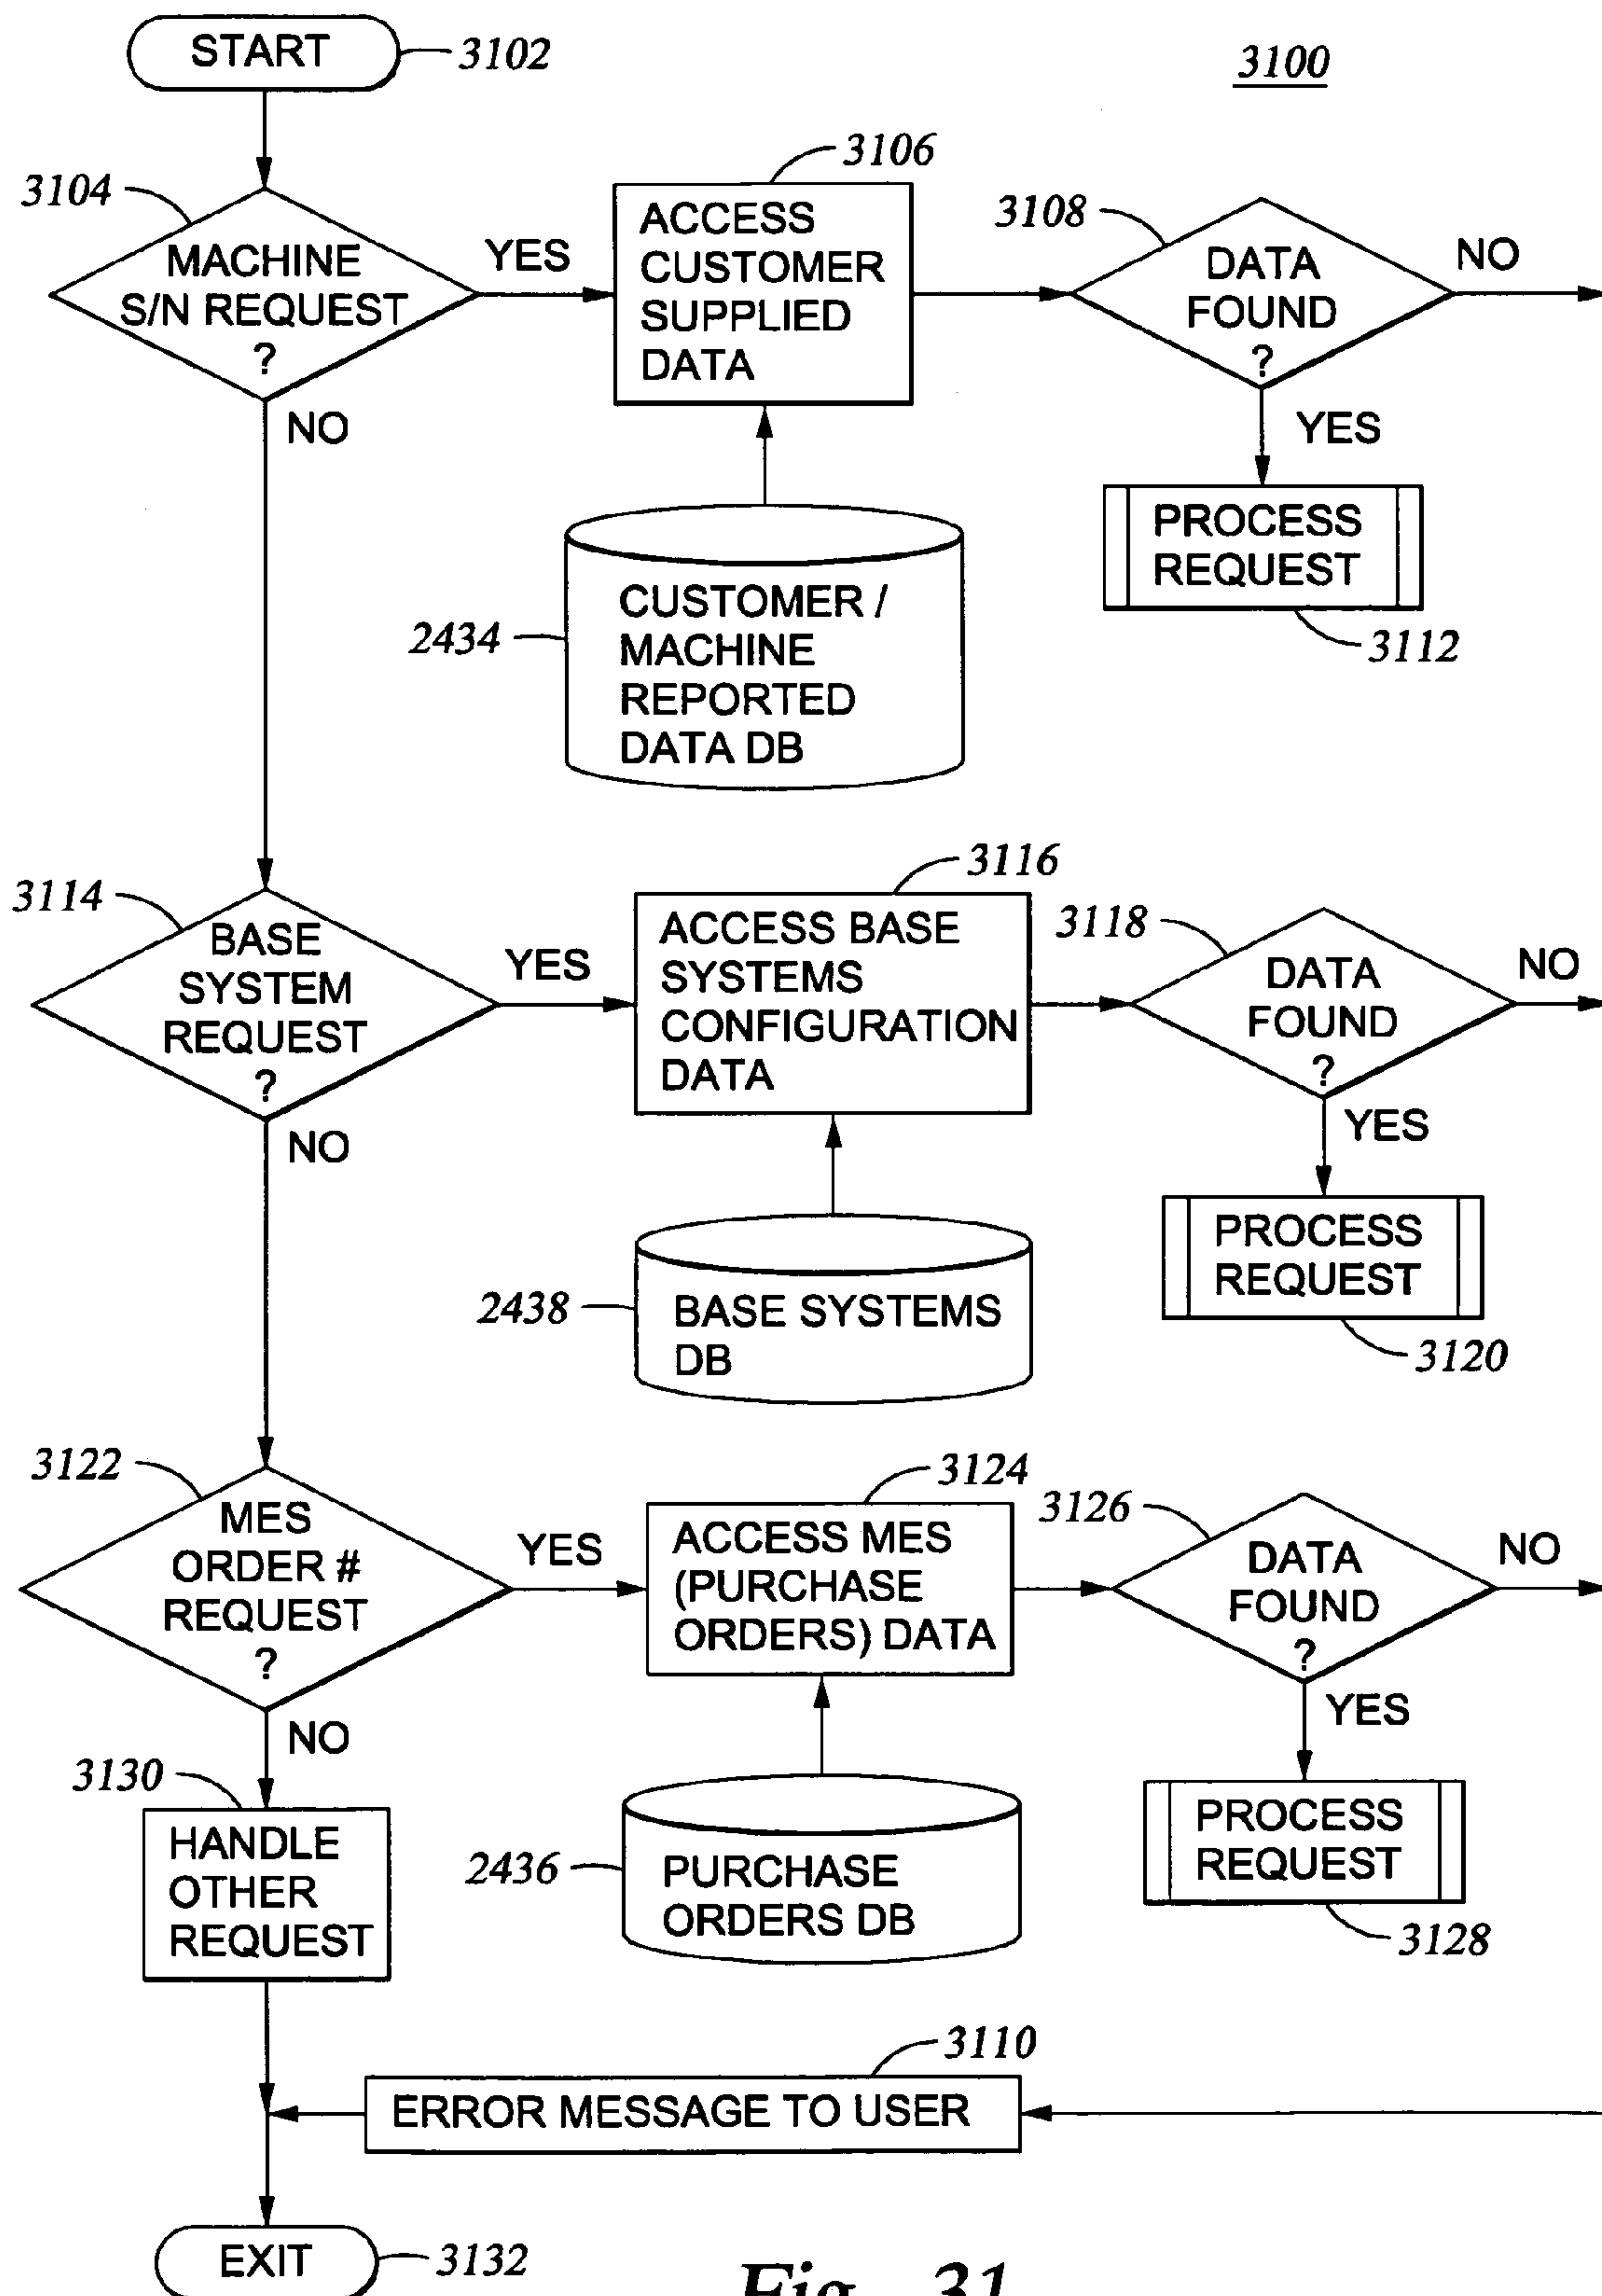 START
3102
3100
3104
MACHINE
S/N REQUEST
?
YES
NO
3106
ACCESS
CUSTOMER
SUPPLIED
DATA
3108
DATA
FOUND
?
NO
YES
PROCESS
REQUEST
3112
2434
CUSTOMER /
MACHINE
REPORTED
DATA DB
3114
BASE
SYSTEM
REQUEST
?
YES
NO
3116
ACCESS BASE
SYSTEMS
CONFIGURATION
DATA
3118
DATA
FOUND
?
NO
YES
PROCESS
REQUEST
3120
2438
BASE SYSTEMS
DB
3122
MES
ORDER #
REQUEST
?
YES
NO
3124
ACCESS MES
(PURCHASE
ORDERS) DATA
3126
DATA
FOUND
?
NO
YES
PROCESS
REQUEST
3128
2436
PURCHASE
ORDERS DB
3130
HANDLE
OTHER
REQUEST
3110
ERROR MESSAGE TO USER
EXIT
3132
Fig. 31